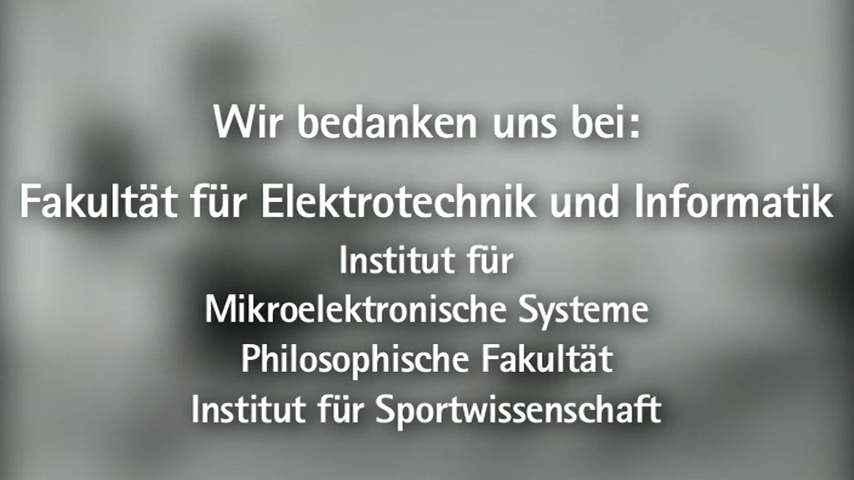 Wir bedanken uns bei:
Fakultät für Elektrotechnik und Informatik
Institut für
Mikroelektronische Systeme
Philosophische Fakultät
Institut für Sportwissenschaft